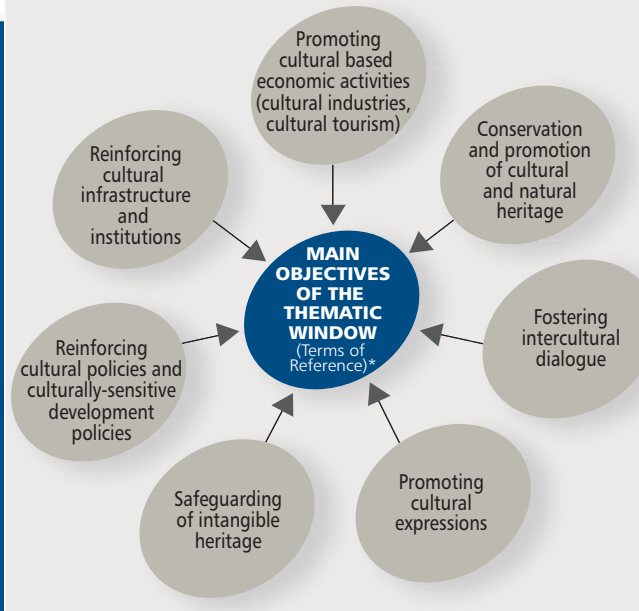 Promoting
cultural based
economic activities
(cultural industries,
cultural tourism)
Conservation
and promotion
of cultural
and natural
heritage
Reinforcing
cultural
infrastructure
and
institutions
MAIN
OBJECTIVES
OF THE
THEMATIC
WINDOW
(Terms of
Reference)*
Fostering
intercultural
dialogue
Reinforcing
cultural policies and
culturally-sensitive
development
policies
Promoting
cultural
expressions
Safeguarding
of intangible
heritage